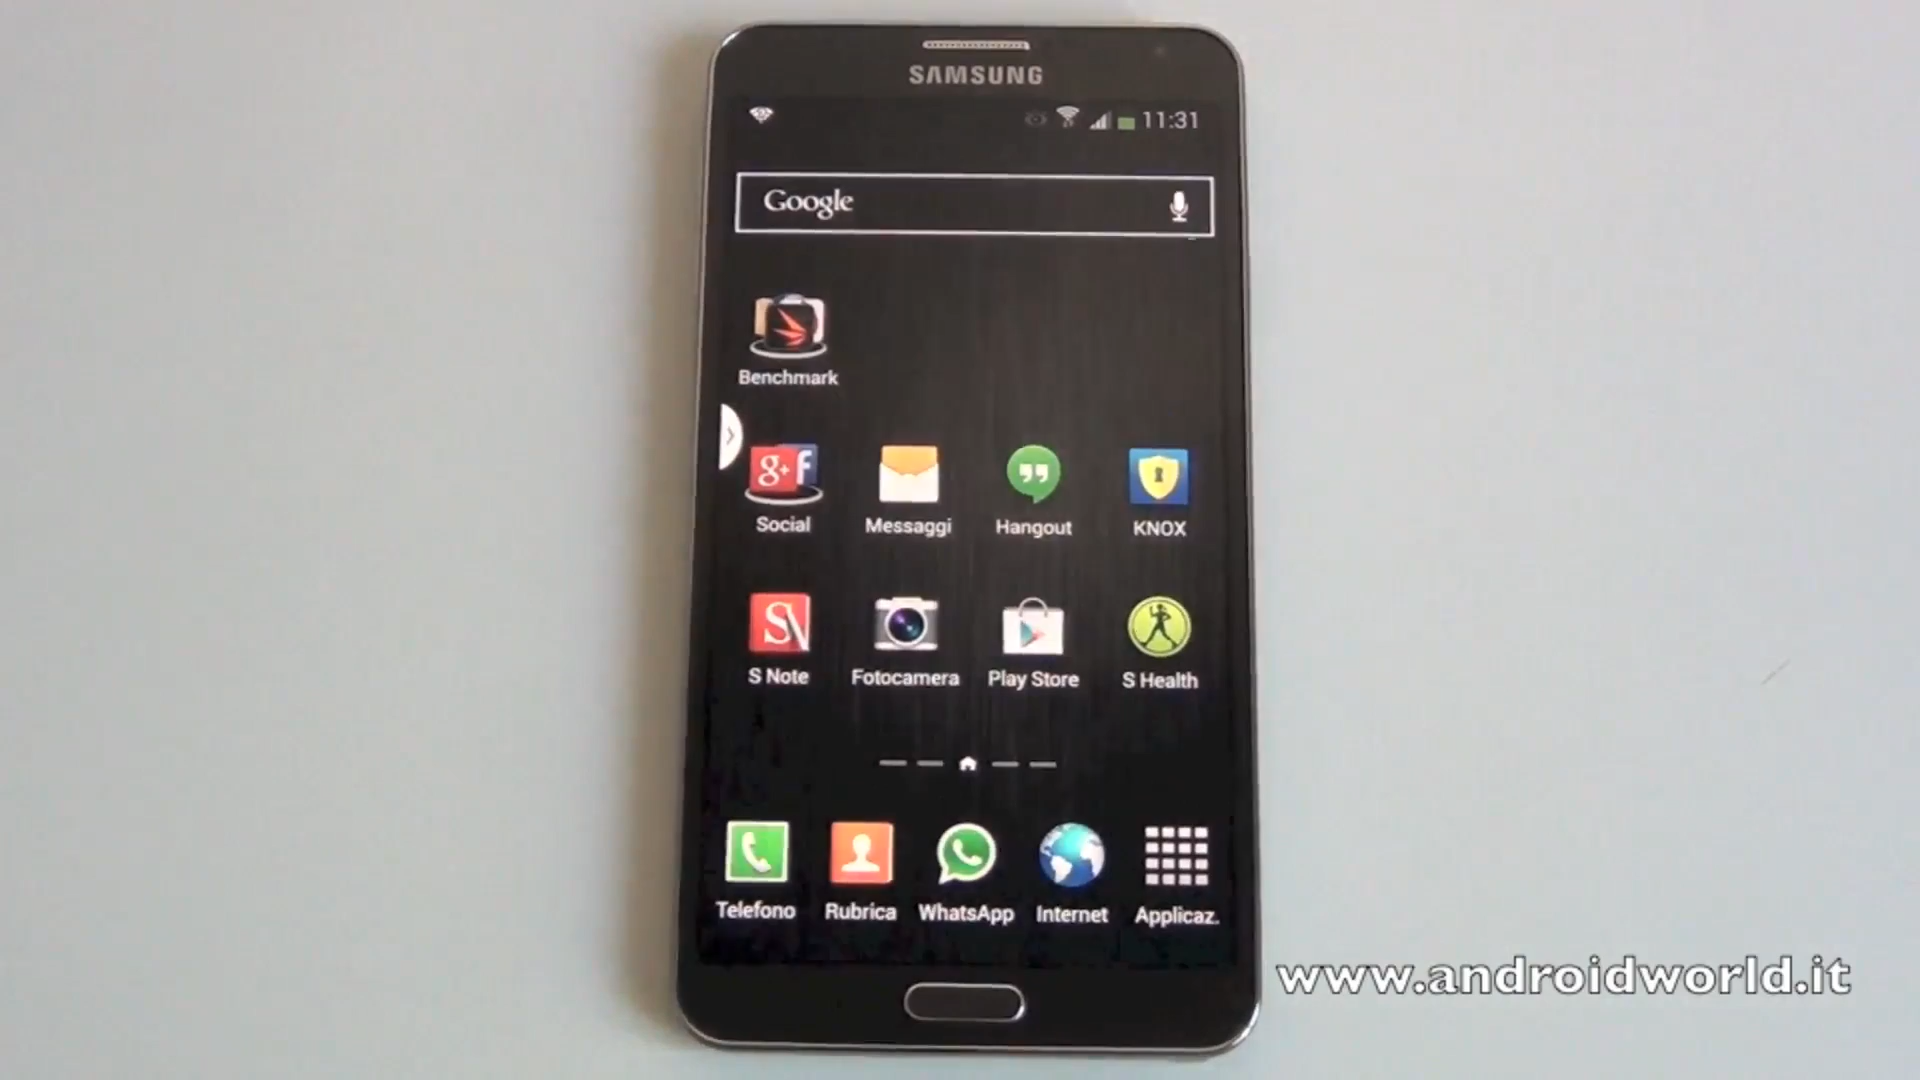 SAMSUNG
11:31
Google
Benchmark
g+ f
Social
Messaggi
Hangout
KNOX
S
S Note
Fotocamera
Play Store
S Health
Telefono
Rubrica
WhatsApp
Internet
Applicaz.
www.androidworld.it